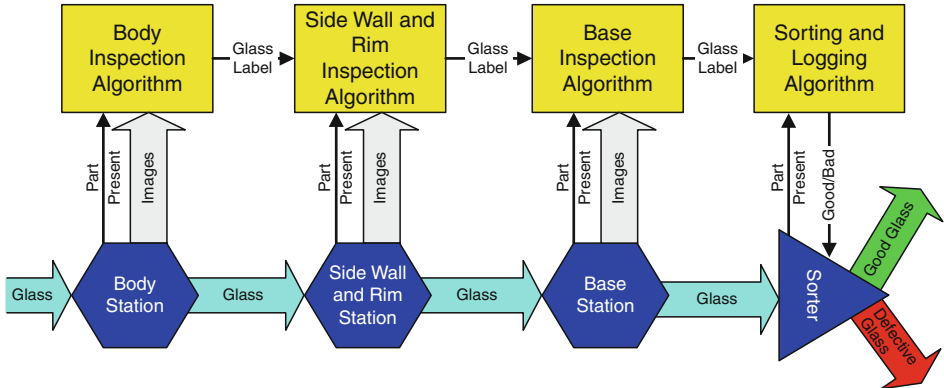 Body
Inspection
Algorithm
Glass
Label
Side Wall and
Rim
Inspection
Algorithm
Glass
Label
Base
Inspection
Algorithm
Glass
Label
Sorting and
Logging
Algorithm
Part
Present
Images
Part
Present
Images
Part
Present
Images
Part
Present
Good/Bad
Glass
Body
Station
Glass
Side Wall
and Rim
Station
Glass
Base
Station
Glass
Sorter
Good Glass
Defective
Glass